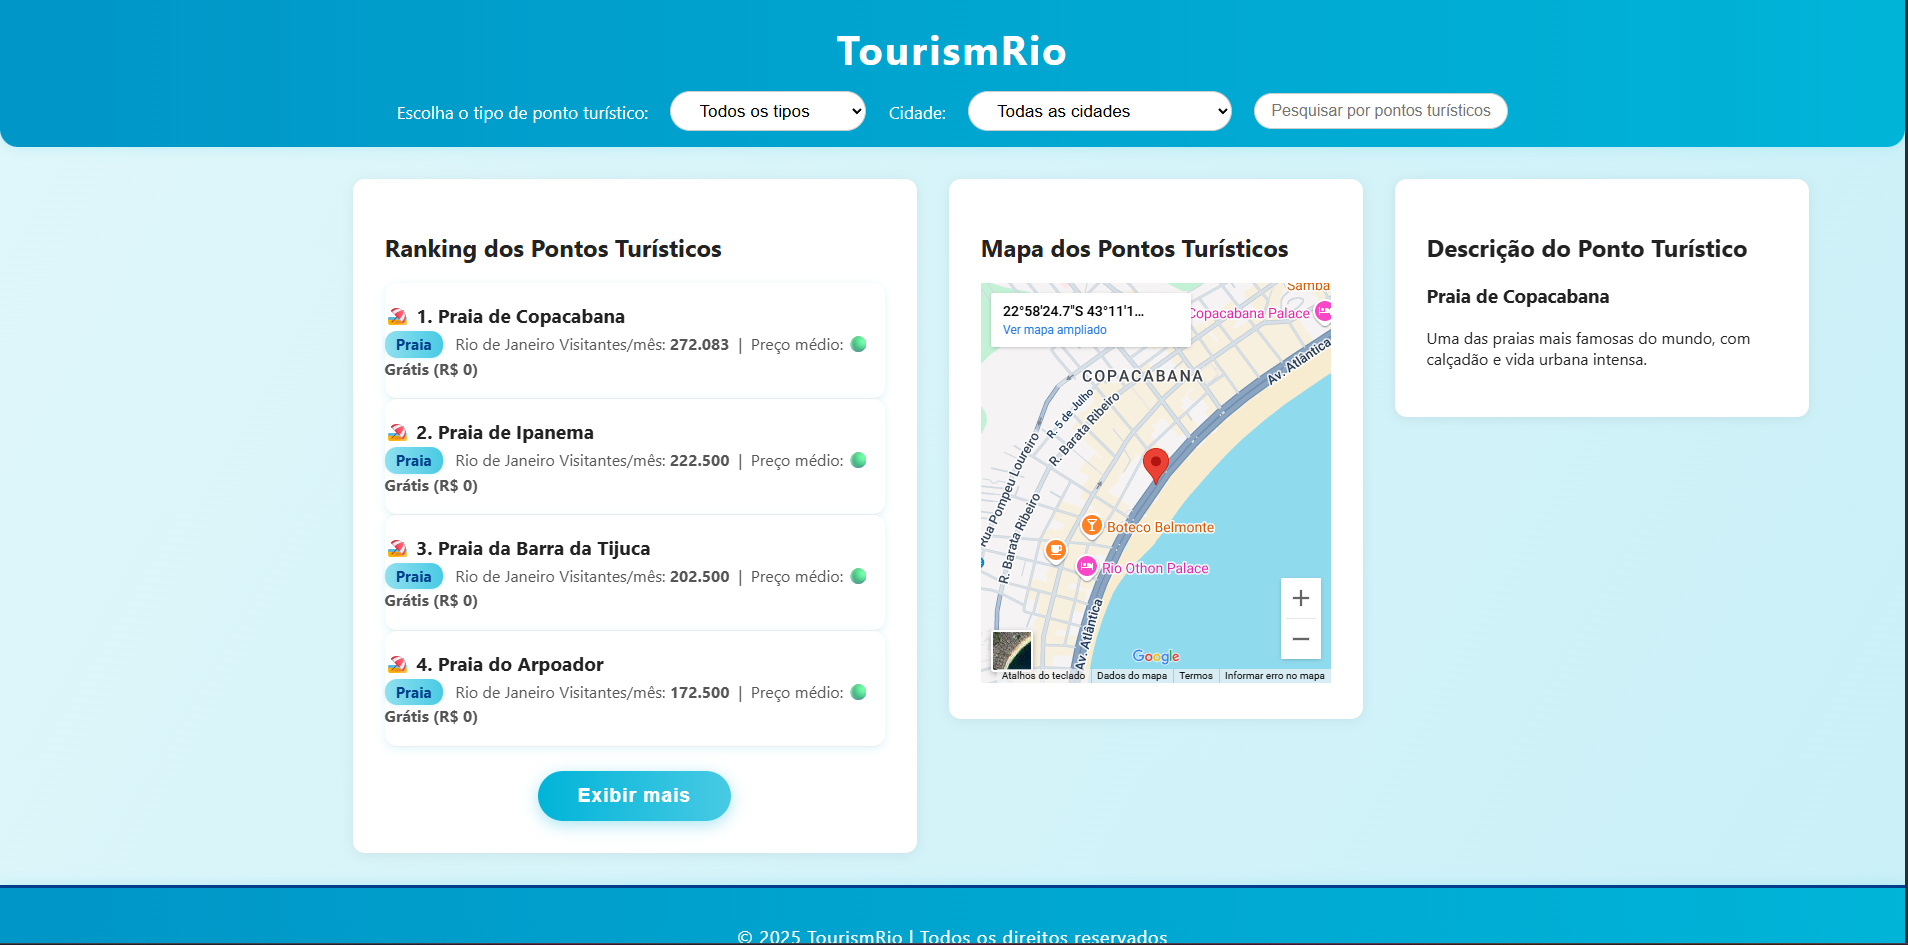 TourismRio
Escolha o tipo de ponto turístico: Todos os tipos Cidade: Todas as cidades Pesquisar por pontos turísticos
Ranking dos Pontos Turísticos
1. Praia de Copacabana
Praia Rio de Janeiro Visitantes/mês: 272.083 | Preço médio:
Grátis (R$ 0)
2. Praia de Ipanema
Praia Rio de Janeiro Visitantes/mês: 222.500 | Preço médio:
Grátis (R$ 0)
3. Praia da Barra da Tijuca
Praia Rio de Janeiro Visitantes/mês: 202.500 | Preço médio:
Grátis (R$ 0)
4. Praia do Arpoador
Praia Rio de Janeiro Visitantes/mês: 172.500 | Preço médio:
Grátis (R$ 0)
Exibir mais
Mapa dos Pontos Turísticos
22°58'24.7"S 43°11'1...
Ver mapa ampliado
Samba
Copacabana Palace
Av. Atlântica
COPACABANA
R. 5 de Julho
R. Barata Ribeiro
Rua Pompeu Loureiro
R. Barata Ribeiro
Boteco Belmonte
Rio Othon Palace
Av. Atlântica
Google
Atalhos do teclado Dados do mapa Termos Informar erro no mapa
Descrição do Ponto Turístico
Praia de Copacabana
Uma das praias mais famosas do mundo, com
calçadão e vida urbana intensa.
© 2025 TourismRio | Todos os direitos reservados